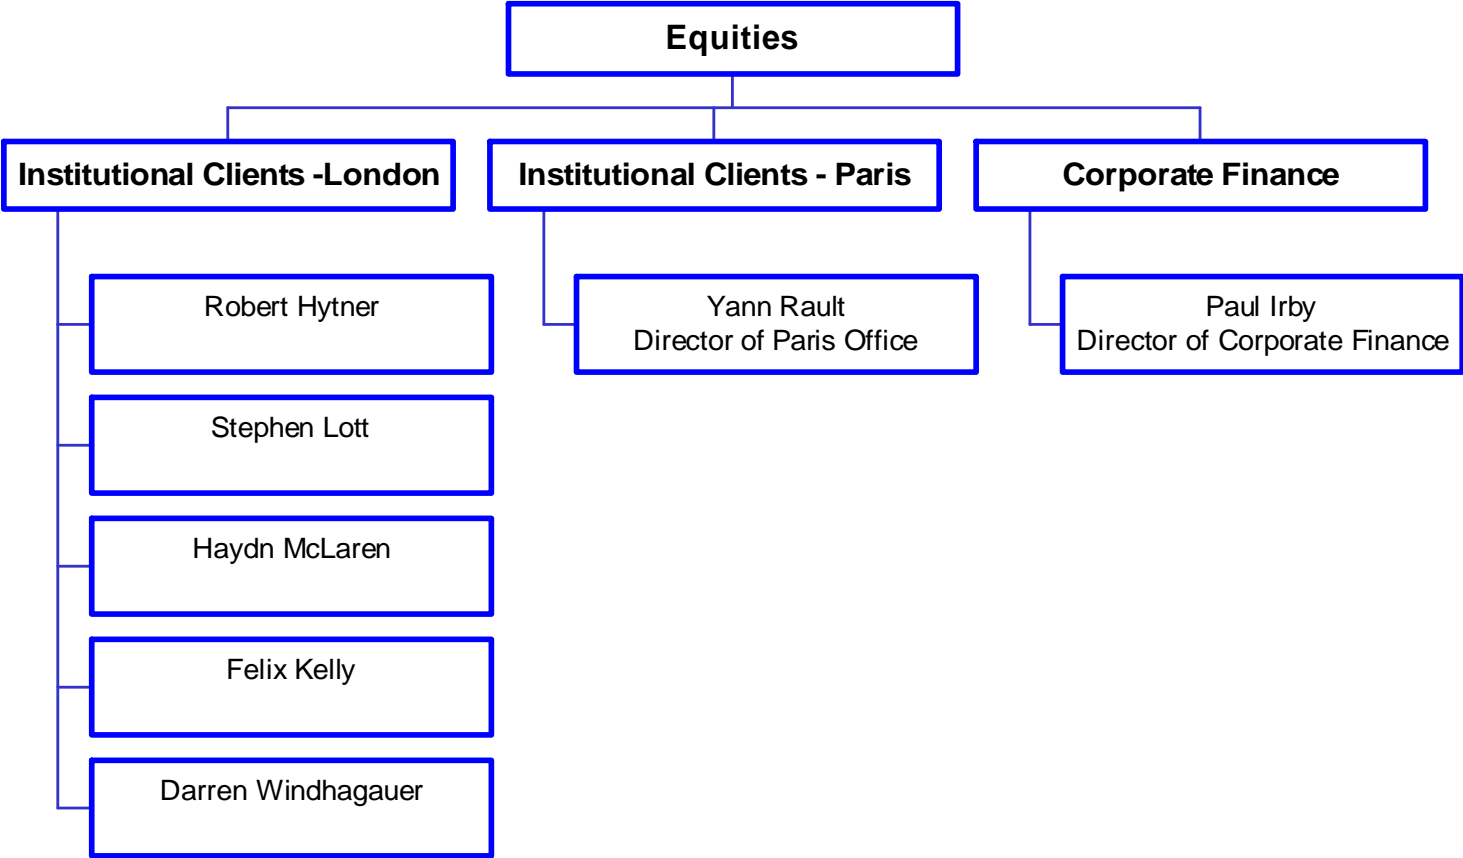 Equities
Institutional Clients -London
Institutional Clients - Paris
Corporate Finance
Robert Hytner
Yann Rault
Director of Paris Office
Paul Irby
Director of Corporate Finance
Stephen Lott
Haydn McLaren
Felix Kelly
Darren Windhagauer